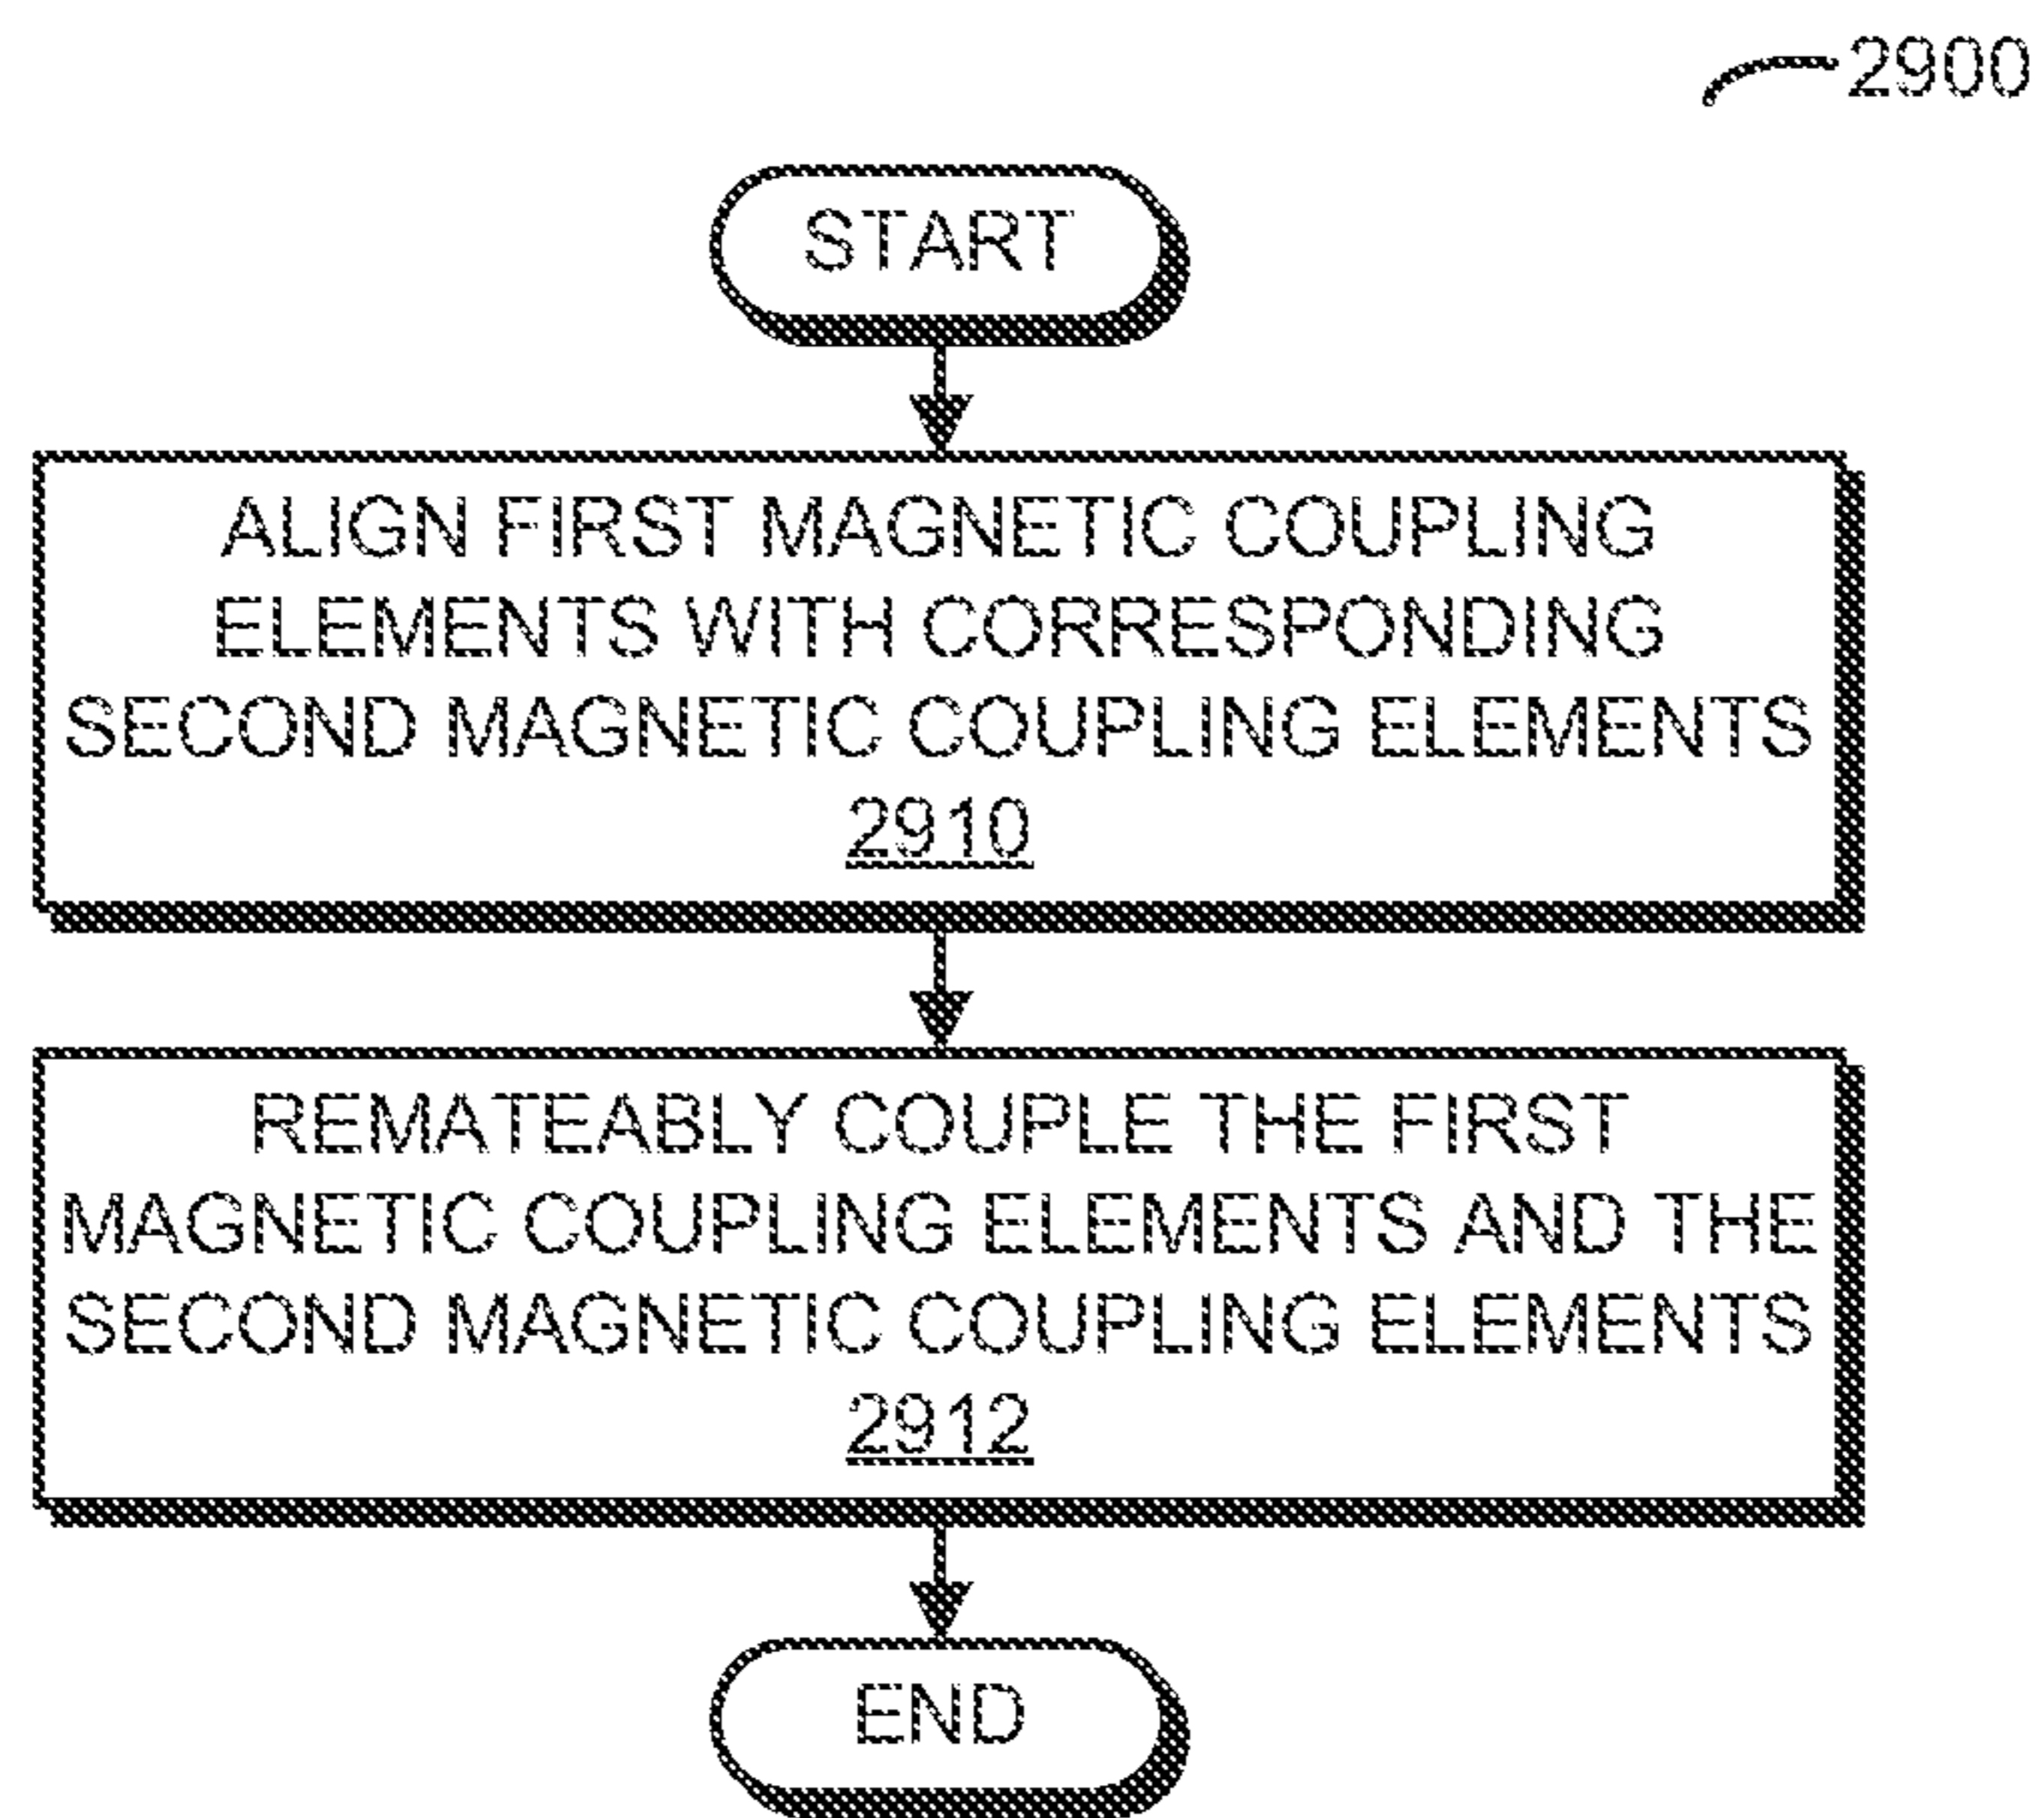 2900
START
ALIGN FIRST MAGNETIC COUPLING
ELEMENTS WITH CORRESPONDING
SECOND MAGNETIC COUPLING ELEMENTS
2910
REMATEABLY COUPLE THE FIRST
MAGNETIC COUPLING ELEMENTS AND THE
SECOND MAGNETIC COUPLING ELEMENTS
2912
END